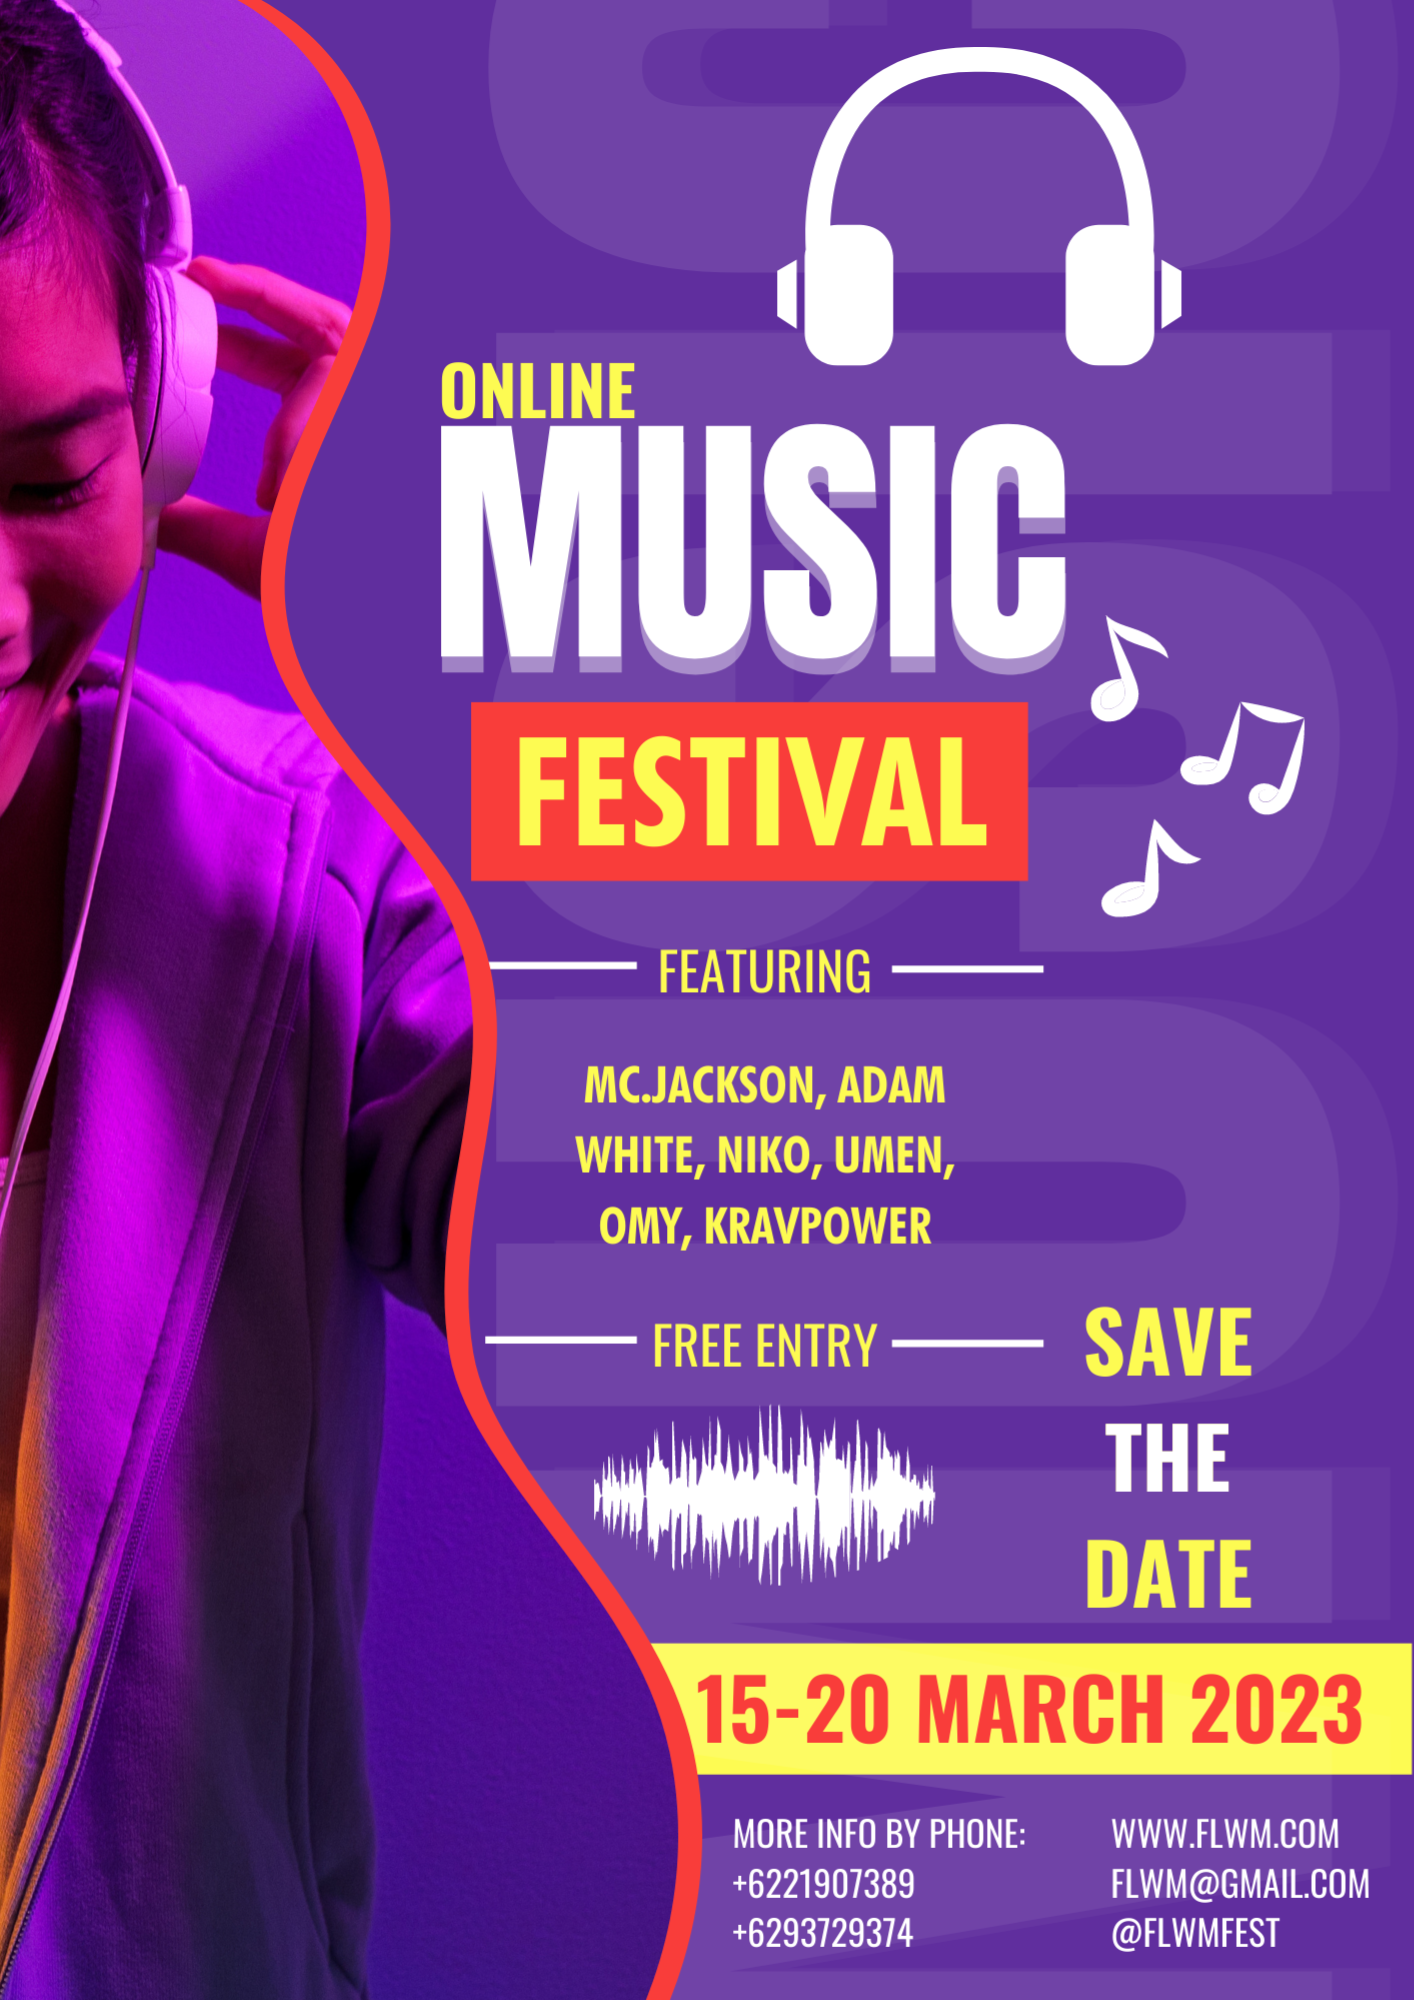 ONLINE
MUSIC
FESTIVAL
FEATURING
MC.JACKSON, ADAM
WHITE, NIKO, UMEN,
OMY, KRAVPOWER
FREE ENTRY
SAVE
THE
DATE
15-20 MARCH 2023
MORE INFO BY PHONE:
+6221907389
+6293729374
WWW.FLWM.COM
FLWM@GMAIL.COM
@FLWMFEST